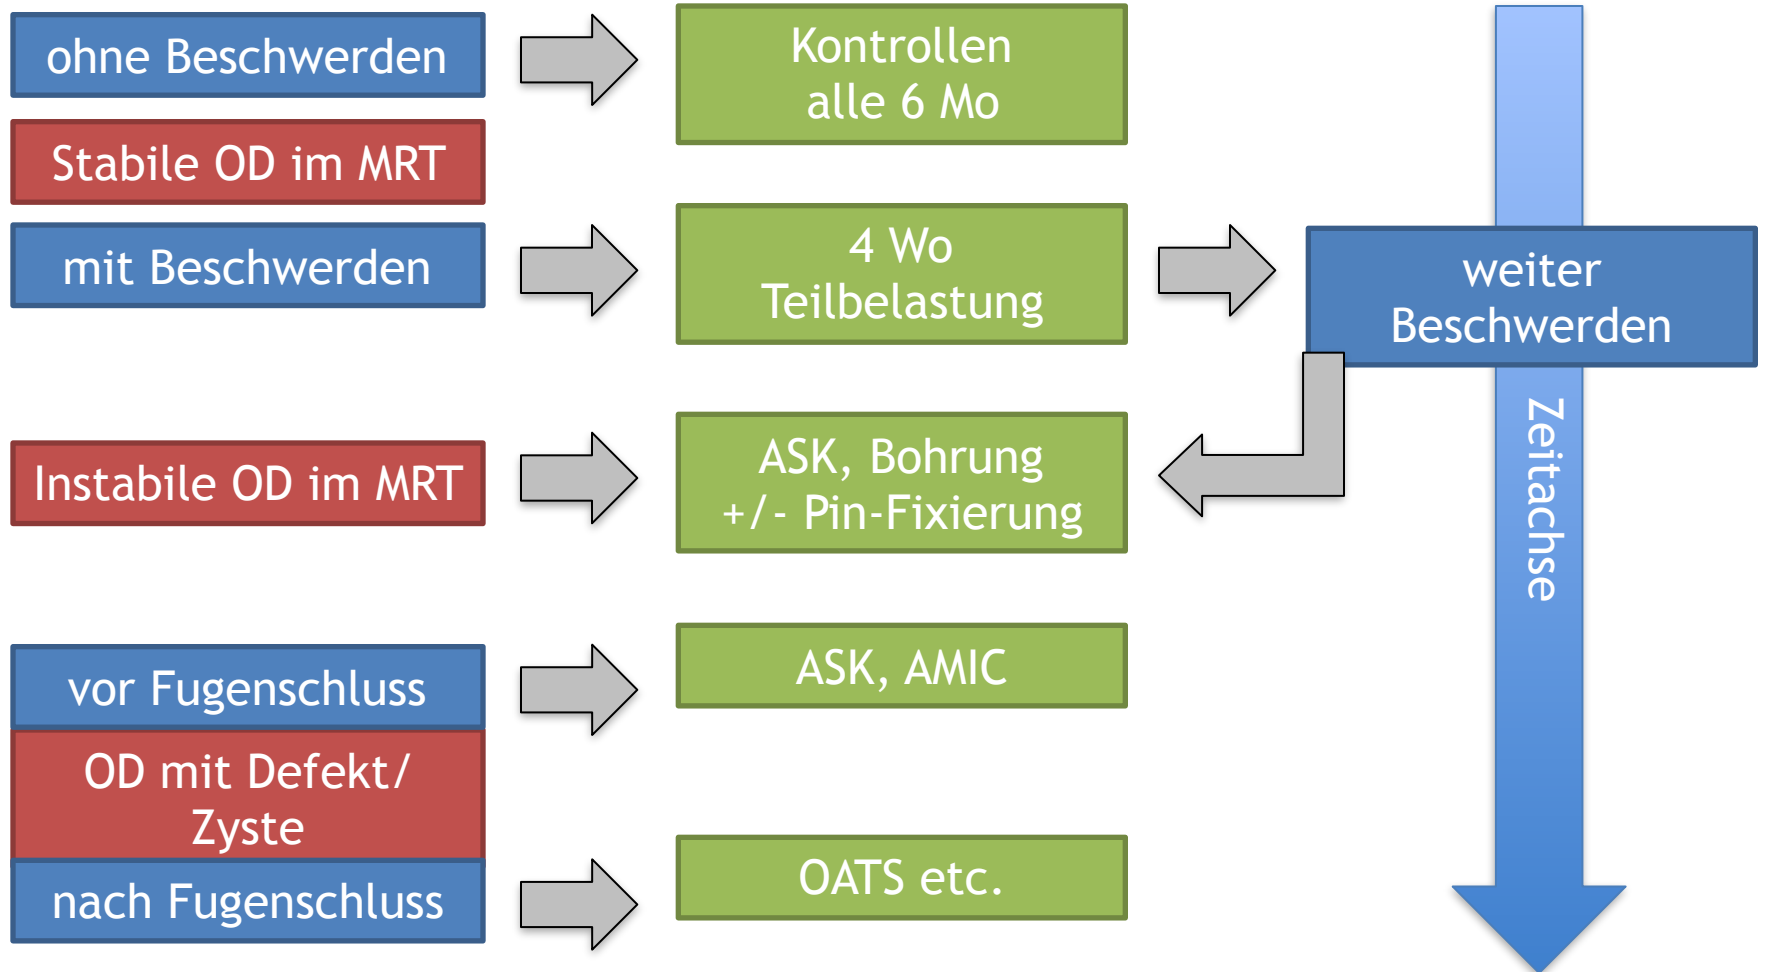 ohne Beschwerden
Kontrollen
alle 6 Mo
Stabile OD im MRT
mit Beschwerden
4 Wo
Teilbelastung
weiter
Beschwerden
Instabile OD im MRT
ASK, Bohrung
+/- Pin-Fixierung
Zeitachse
vor Fugenschluss
ASK, AMIC
OD mit Defekt/
Zyste
nach Fugenschluss
OATS etc.